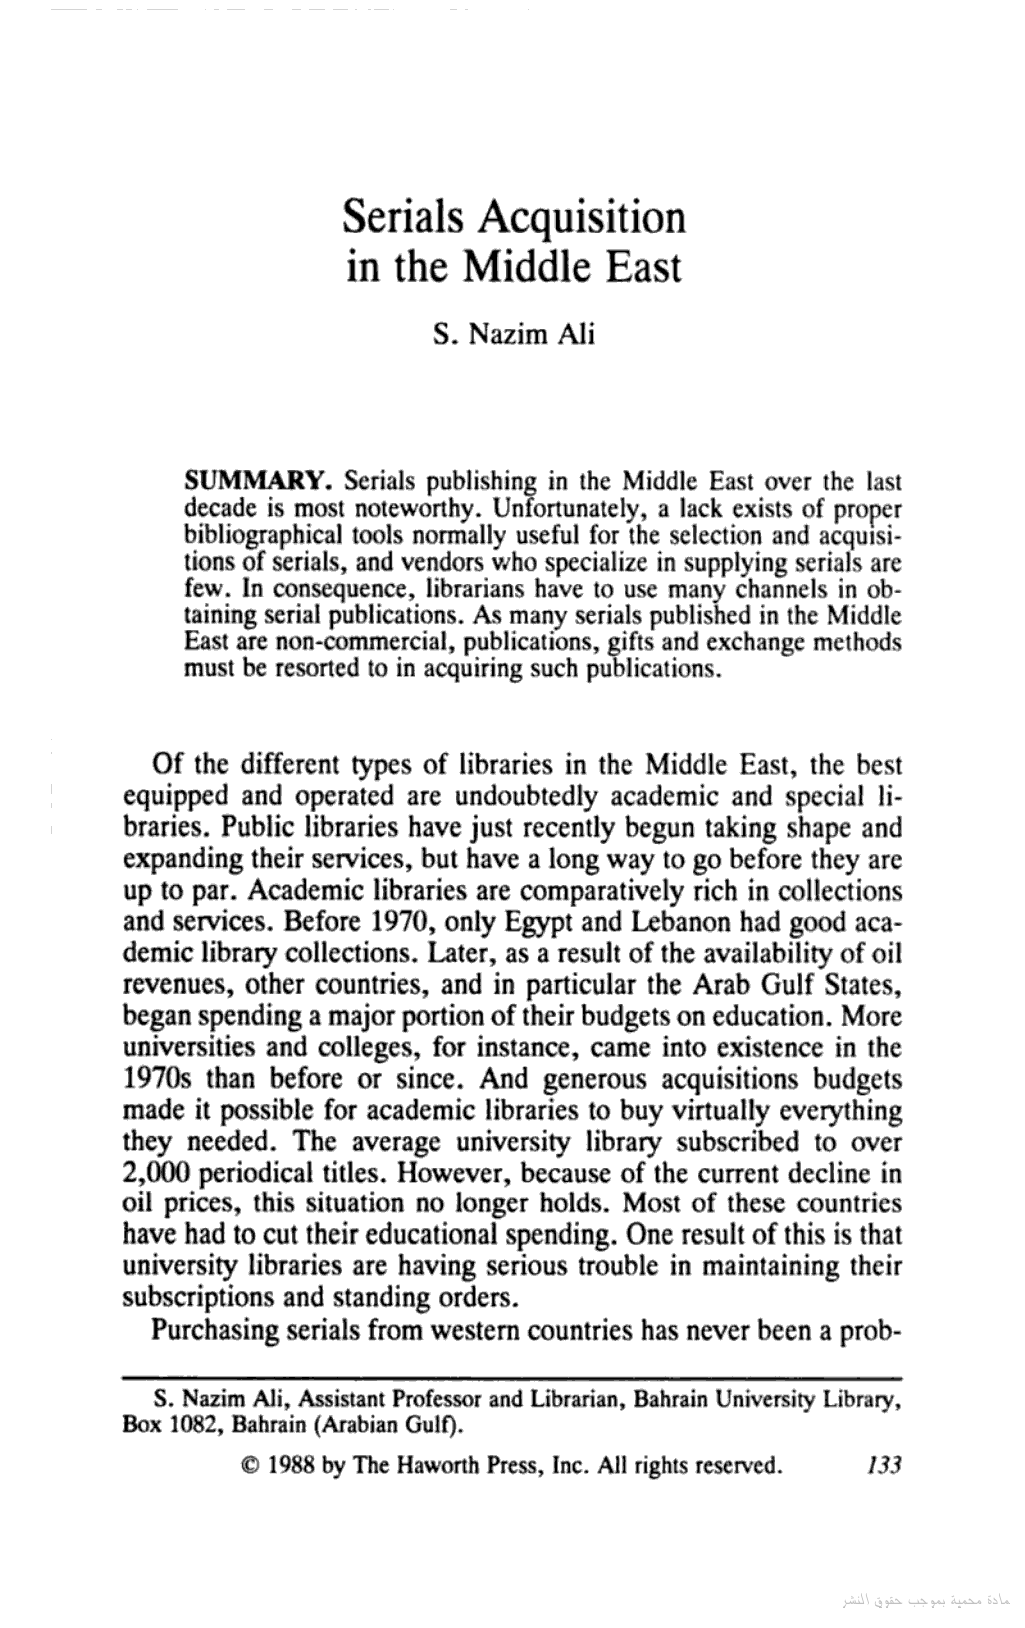 Serials Acquisition
in the Middle East
S. Nazim Ali
SUMMARY. Serials publishing in the Middle East over the last
decade is most noteworthy. Unfortunately, a lack exists of proper
bibliographical tools normally useful for the selection and acquisi-
tions of serials, and vendors who specialize in supplying serials are
few. In consequence, librarians have to use many channels in ob-
taining serial publications. As many serials published in the Middle
East are non-commercial, publications, gifts and exchange methods
must be resorted to in acquiring such publications.
Of the different types of libraries in the Middle East, the best
equipped and operated are undoubtedly academic and special li-
braries. Public libraries have just recently begun taking shape and
expanding their services, but have a long way to go before they are
up to par. Academic libraries are comparatively rich in collections
and services. Before 1970, only Egypt and Lebanon had good aca-
demic library collections. Later, as a result of the availability of oil
revenues, other countries, and in particular the Arab Gulf States,
began spending a major portion of their budgets on education. More
universities and colleges, for instance, came into existence in the
1970s than before or since. And generous acquisitions budgets
made it possible for academic libraries to buy virtually everything
they needed. The average university library subscribed to over
2,000 periodical titles. However, because of the current decline in
oil prices, this situation no longer holds. Most of these countries
have had to cut their educational spending. One result of this is that
university libraries are having serious trouble in maintaining their
subscriptions and standing orders.
Purchasing serials from western countries has never been a prob-
S. Nazim Ali, Assistant Professor and Librarian, Bahrain University Library,
Box 1082, Bahrain (Arabian Gulf).
© 1988 by The Haworth Press, Inc. All rights reserved. 133
مادة محمية بموجب حقوق النشر